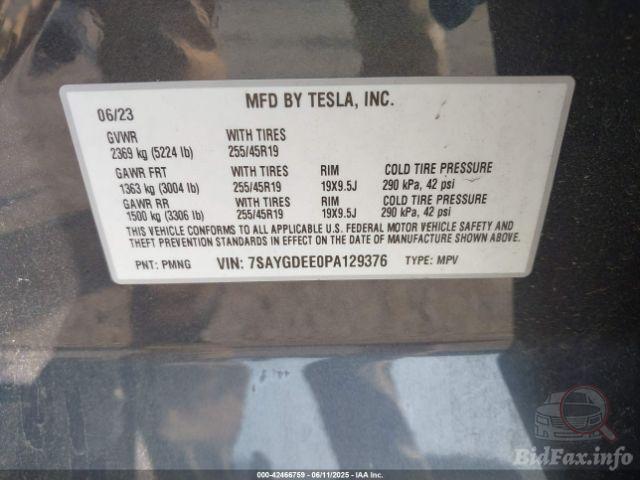 06/23 MFD BY TESLA, INC.
GVWR WITH TIRES
2369 kg (5224 lb) 255/45R19
GAWR FRT WITH TIRES RIM COLD TIRE PRESSURE
1363 kg (3004 lb) 255/45R19 19X9.5J 290 kPa, 42 psi
GAWR RR WITH TIRES RIM COLD TIRE PRESSURE
1500 kg (3306 lb) 255/45R19 19X9.5J 290 kPa, 42 psi
THIS VEHICLE CONFORMS TO ALL APPLICABLE U.S. FEDERAL MOTOR VEHICLE SAFETY AND
THEFT PREVENTION STANDARDS IN EFFECT ON THE DATE OF MANUFACTURE SHOWN ABOVE.
PNT: PMNG VIN: 7SAYGDEE0PA129376 TYPE: MPV
BidFax.info
000-42466759 - 06/11/2025 - IAA Inc.